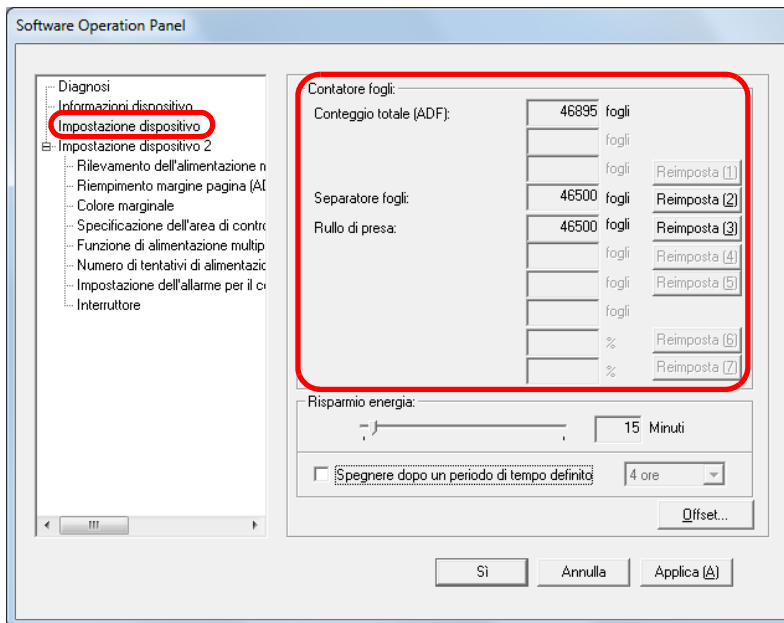 Software Operation Panel
Diagnosi
Informazioni dispositivo
Impostazione dispositivo
Impostazione dispositivo 2
Rilevamento dell'alimentazione m
Riempimento margine pagina (AD
Colore marginale
Specificazione dell'area di contro
Funzione di alimentazione multip
Numero di tentativi di alimentazio
Impostazione dell'allarme per il co
Interruttore
Contatore fogli:
Conteggio totale (ADF): 46895 fogli
fogli
fogli Reimposta (1)
Separatore fogli: 46500 fogli Reimposta (2)
Rullo di presa: 46500 fogli Reimposta (3)
fogli Reimposta (4)
fogli Reimposta (5)
fogli
% Reimposta (6)
% Reimposta (7)
Risparmio energia:
15 Minuti
Spegnere dopo un periodo di tempo definito 4 ore
Offset...
Sì Annulla Applica (A)